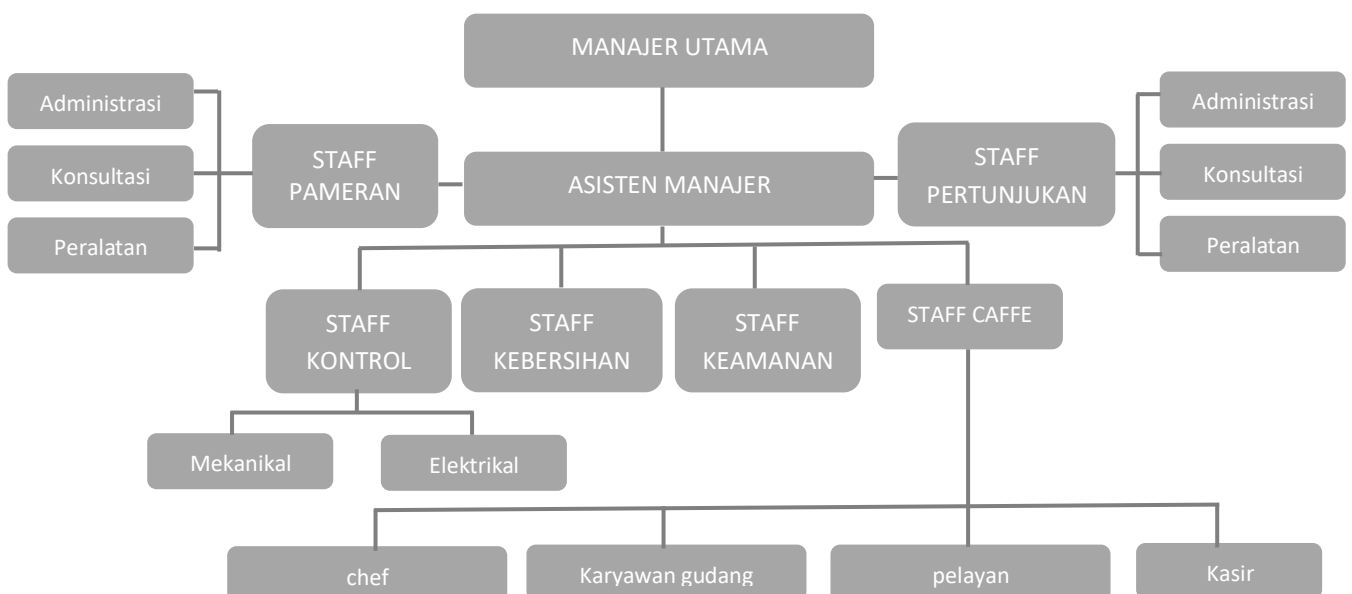 MANAJER UTAMA
Administrasi
Konsultasi
Peralatan
STAFF
PAMERAN
ASISTEN MANAJER
STAFF
PERTUNJUKAN
Administrasi
Konsultasi
Peralatan
STAFF
KONTROL
STAFF
KEBERSIHAN
STAFF
KEAMANAN
STAFF CAFFE
Mekanikal
Elektrikal
chef
Karyawan gudang
pelayan
Kasir